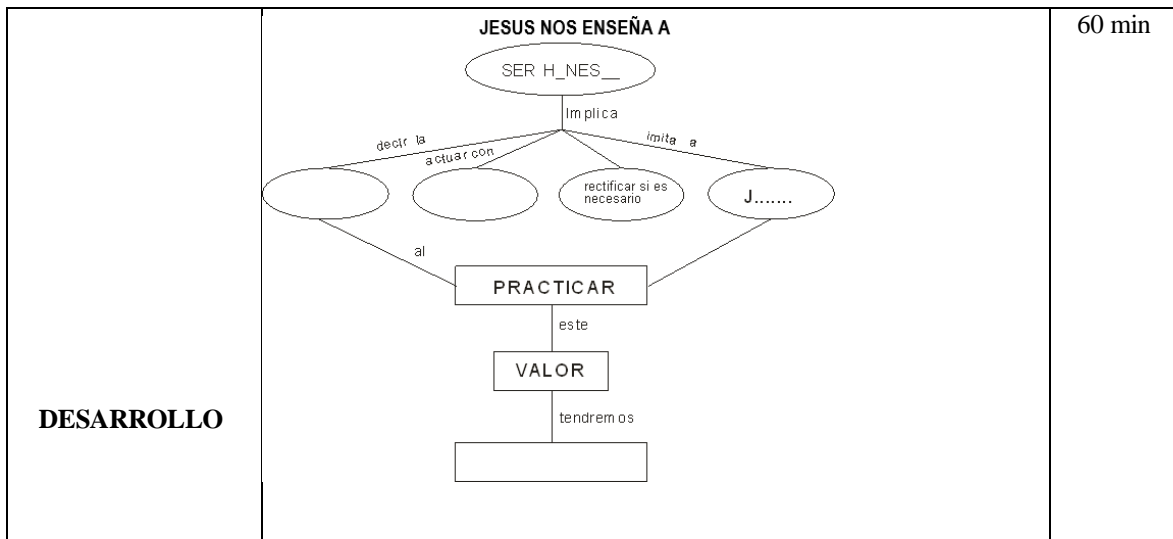 JESUS NOS ENSEÑA A
60 min
SER H_NES__
Implica
decir la
actuar con
imita a
rectificar si es
necesario
J.......
al
PRACTICAR
este
VALOR
tendremos
DESARROLLO